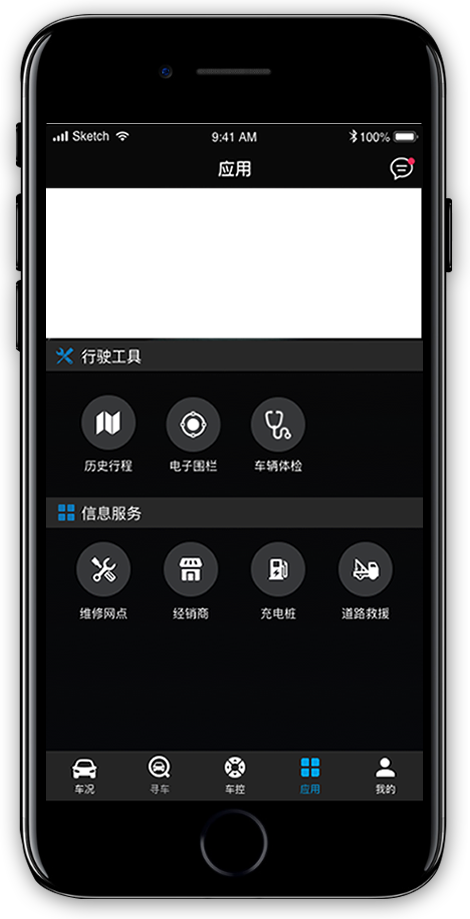 Sketch 9:41 AM 100%
应用
行驶工具
历史行程 电子围栏 车辆体检
信息服务
维修网点 经销商 充电桩 道路救援
车况 寻车 车控 应用 我的